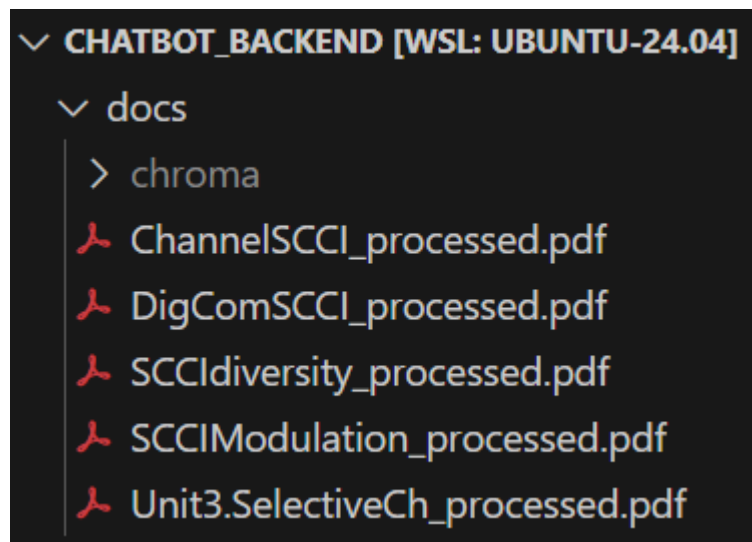 CHATBOT_BACKEND [WSL: UBUNTU-24.04]
docs
chroma
ChannelSCCI_processed.pdf
DigComSCCI_processed.pdf
SCCIdiversity_processed.pdf
SCCIModulation_processed.pdf
Unit3.SelectiveCh_processed.pdf